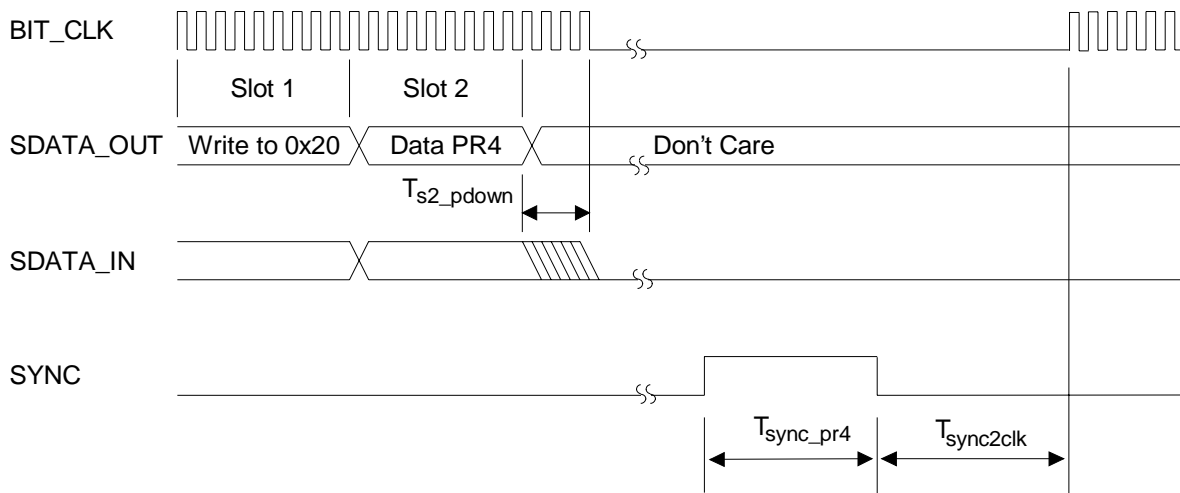 BIT_CLK
Slot 1
Slot 2
SDATA_OUT
Write to 0x20
Data PR4
Don't Care
Ts2_pdown
SDATA_IN
SYNC
Tsync_pr4
Tsync2clk